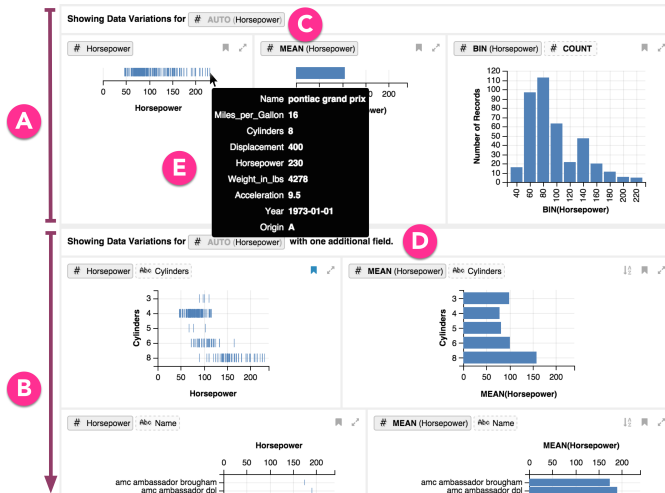 Showing Data Variations for # AUTO (Horsepower)
C
# Horsepower
0 50 100 150 200
Horsepower
# MEAN (Horsepower)
200
wer)
# BIN (Horsepower) # COUNT
Number of Records
120
110
100
90
80
70
60
50
40
30
20
10
0
40 60 80 100 120 140 160 180 200 220
BIN(Horsepower)
A
E
Name pontiac grand prix
Miles_per_Gallon 16
Cylinders 8
Displacement 400
Horsepower 230
Weight_in_lbs 4278
Acceleration 9.5
Year 1973-01-01
Origin A
Showing Data Variations for # AUTO (Horsepower) with one additional field.
D
B
# Horsepower Abc Cylinders
Cylinders
3
4
5
6
8
0 50 100 150 200
Horsepower
# MEAN (Horsepower) Abc Cylinders
Cylinders
3
4
5
6
8
0 50 100 150 200
MEAN(Horsepower)
# Horsepower Abc Name
Horsepower
0 50 100 150 200
amc ambassador brougham
amc ambassador dpl
# MEAN (Horsepower) Abc Name
MEAN(Horsepower)
0 50 100 150 200
amc ambassador brougham
amc ambassador dpl